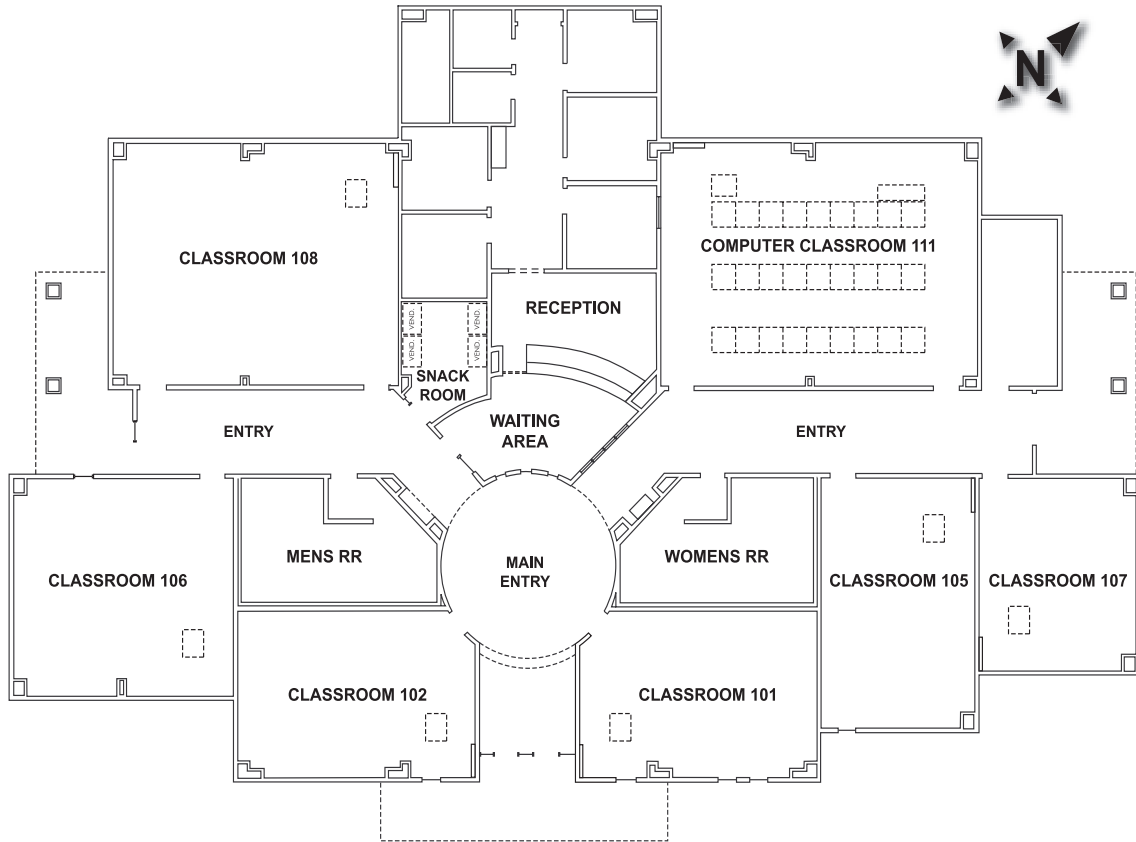 N
CLASSROOM 108
COMPUTER CLASSROOM 111
RECEPTION
VEND.
VEND.
VEND.
VEND.
SNACK
ROOM
WAITING
AREA
ENTRY
ENTRY
MENS RR
MAIN
ENTRY
WOMENS RR
CLASSROOM 106
CLASSROOM 105
CLASSROOM 107
CLASSROOM 102
CLASSROOM 101